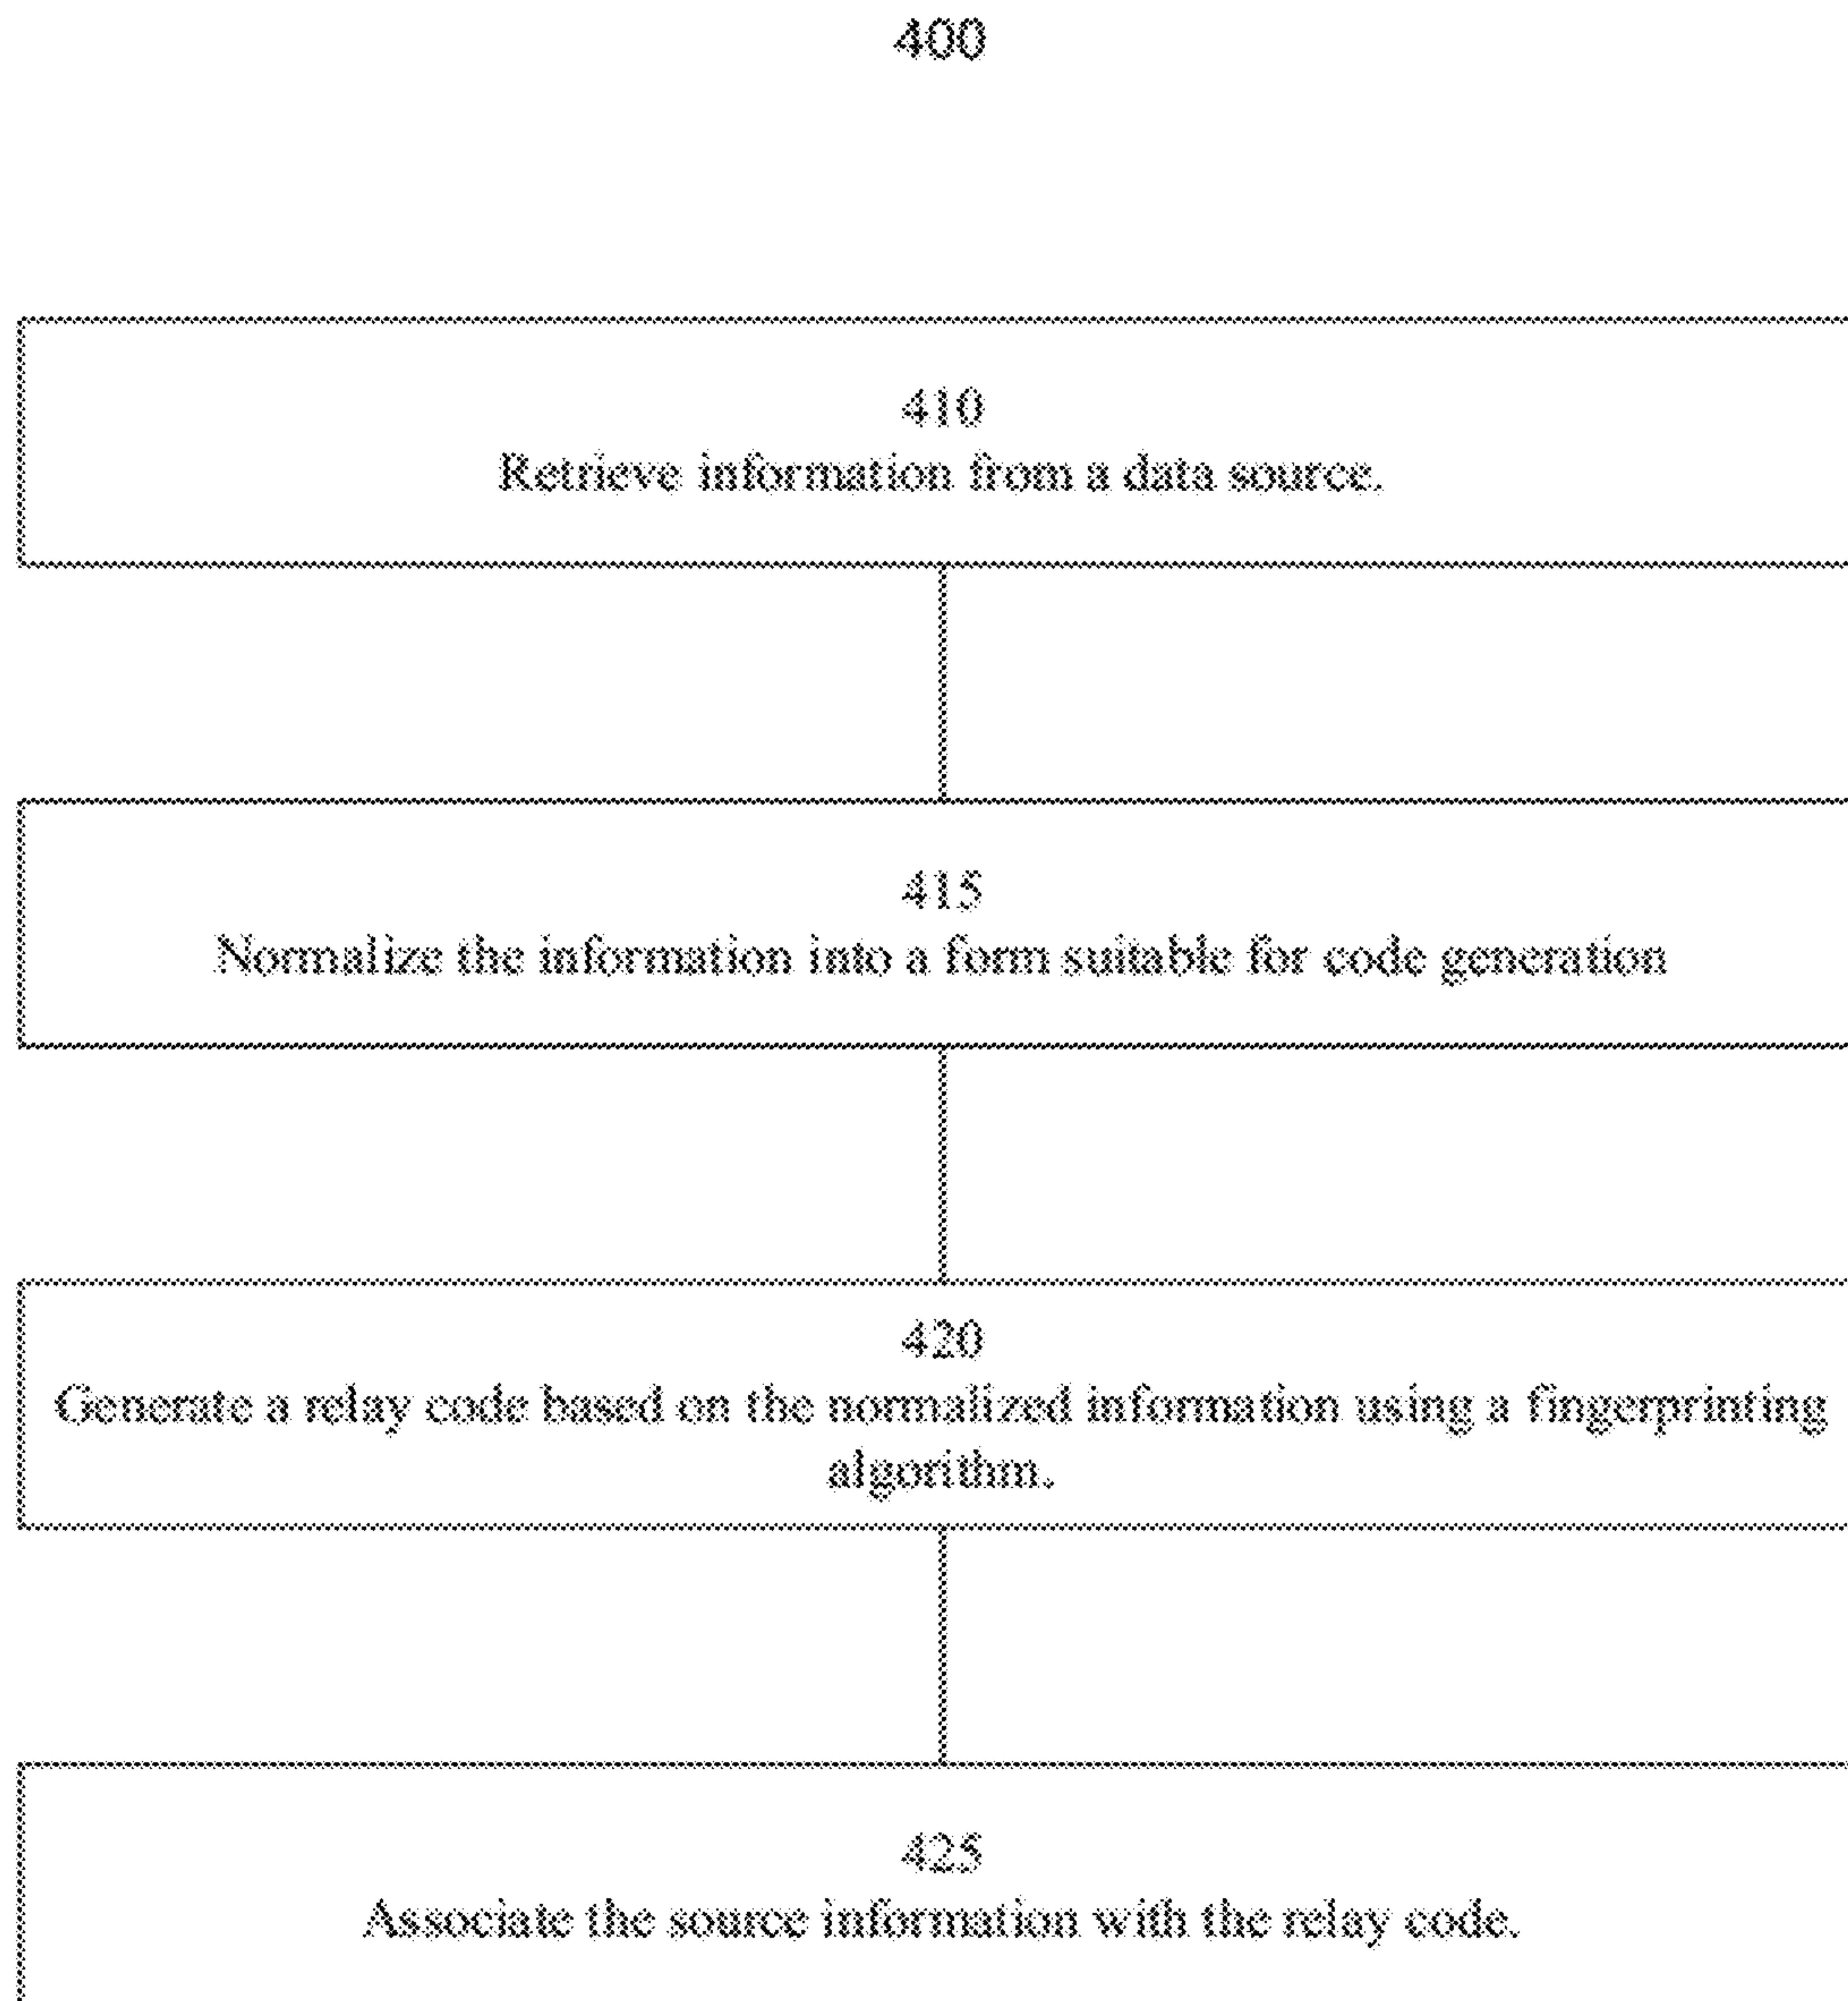 400
410
Retrieve information from a data source.
415
Normalize the information into a form suitable for code generation
420
Generate a relay code based on the normalized information using a fingerprinting
algorithm.
425
Associate the source information with the relay code.